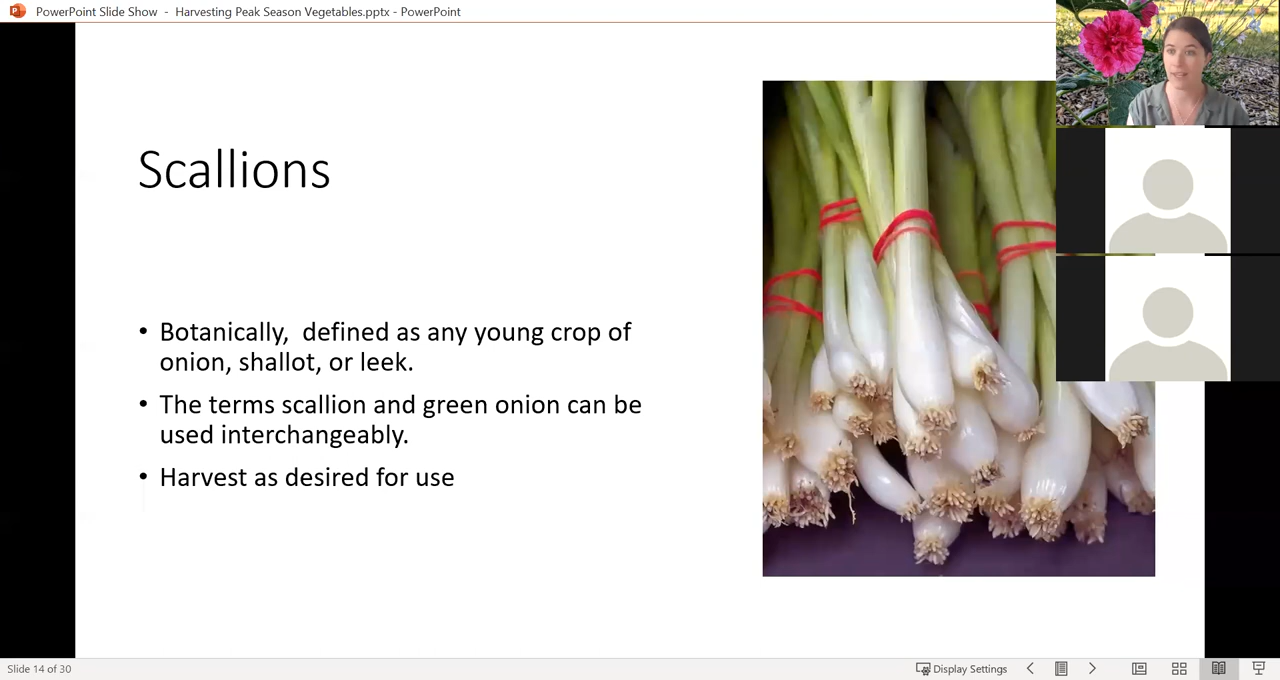 PowerPoint Slide Show - Harvesting Peak Season Vegetables.pptx - PowerPoint
Scallions
• Botanically,  defined as any young crop of
onion, shallot, or leek.
• The terms scallion and green onion can be
used interchangeably.
• Harvest as desired for use
Slide 14 of 30
Display Settings